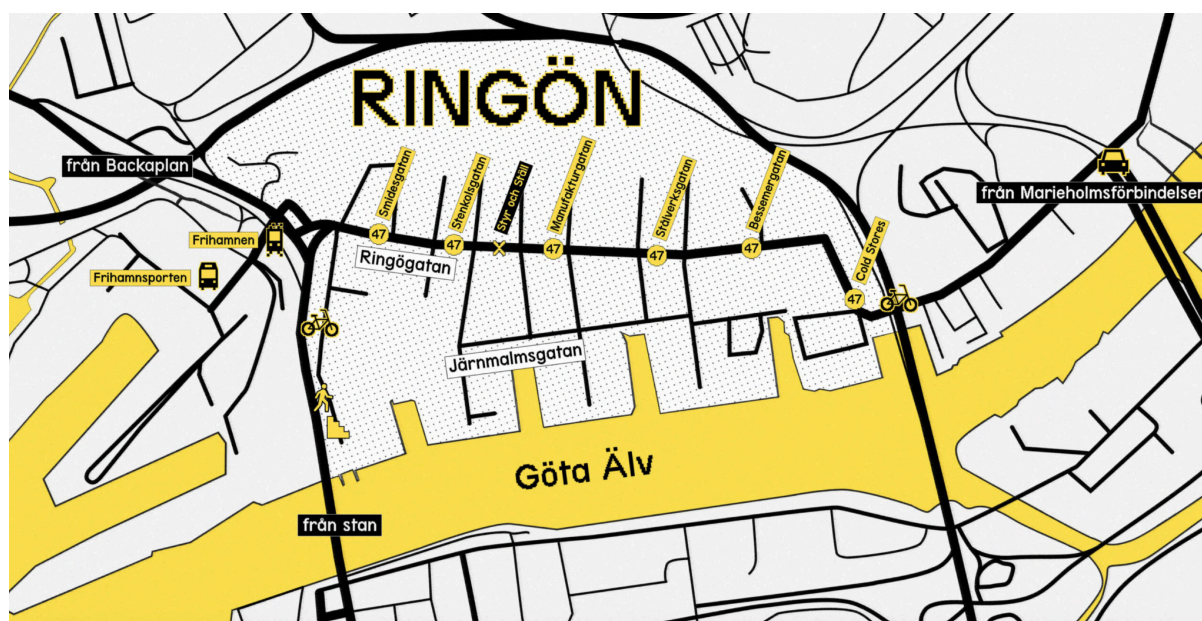 RINGÖN
från Backaplan
Smidesgatan
Stenkolsgatan
Styr och Ställ
Manufakturgatan
Stålverksgatan
Bessemergatan
från Marieholmsförbindelsen
Frihamnen
47
47
47
47
47
Cold Stores
Ringögatan
Frihamnsporten
47
Järnmalmsgatan
Göta Älv
från stan